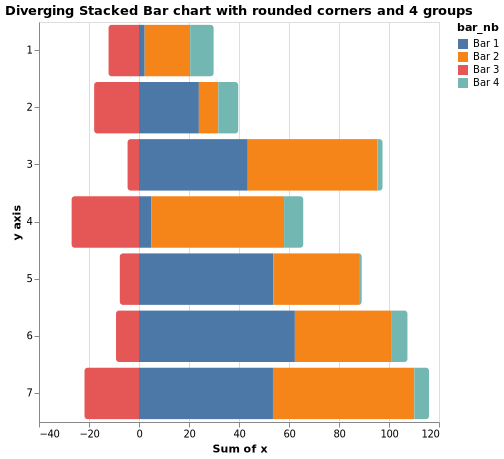 Diverging Stacked Bar chart with rounded corners and 4 groups
bar_nb
Bar 1
Bar 2
Bar 3
Bar 4
y axis
1
2
3
4
5
6
7
−40 −20 0 20 40 60 80 100 120
Sum of x